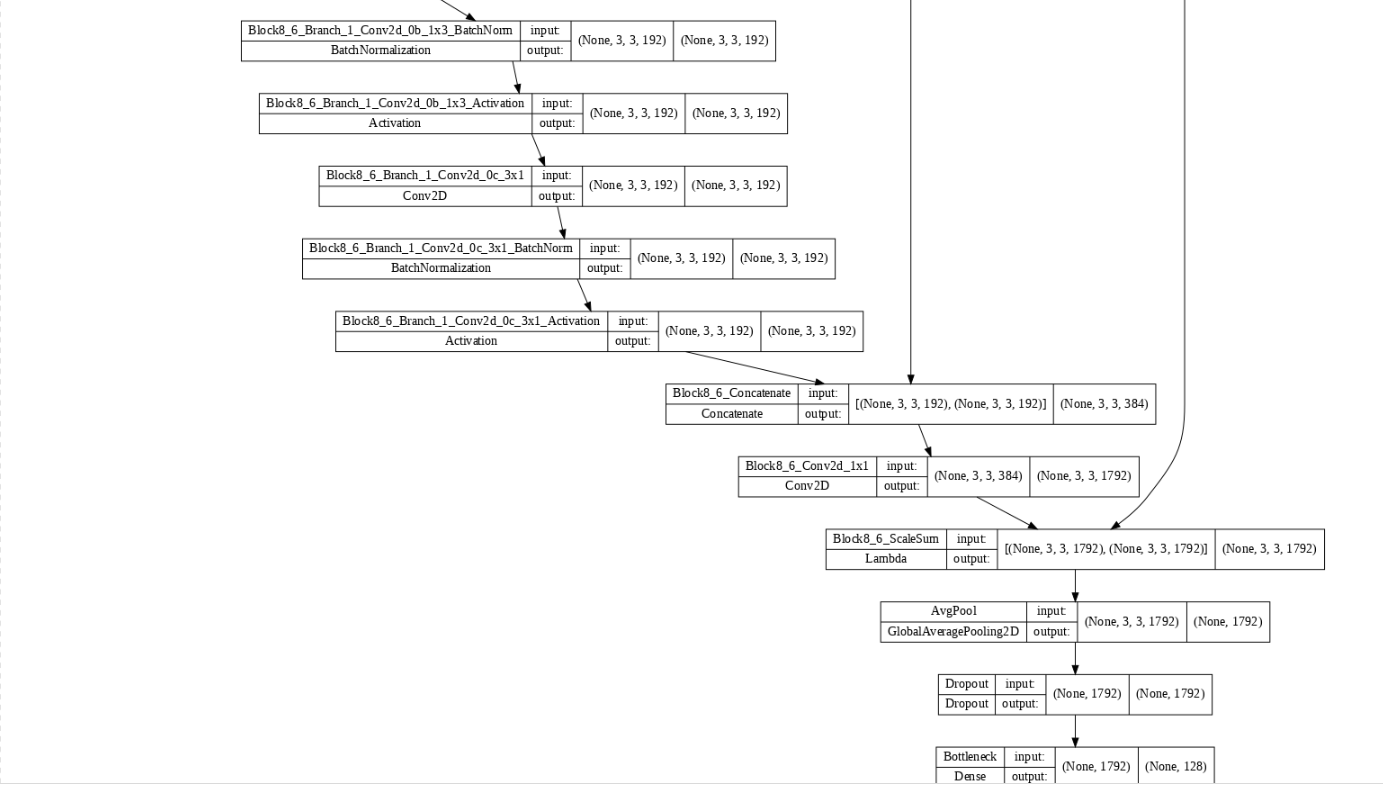 Block8_6_Branch_1_Conv2d_0b_1x3_BatchNorm input: (None, 3, 3, 192) (None, 3, 3, 192)
BatchNormalization output:
Block8_6_Branch_1_Conv2d_0b_1x3_Activation input: (None, 3, 3, 192) (None, 3, 3, 192)
Activation output:
Block8_6_Branch_1_Conv2d_0c_3x1 input: (None, 3, 3, 192) (None, 3, 3, 192)
Conv2D output:
Block8_6_Branch_1_Conv2d_0c_3x1_BatchNorm input: (None, 3, 3, 192) (None, 3, 3, 192)
BatchNormalization output:
Block8_6_Branch_1_Conv2d_0c_3x1_Activation input: (None, 3, 3, 192) (None, 3, 3, 192)
Activation output:
Block8_6_Concatenate input: [(None, 3, 3, 192), (None, 3, 3, 192)] (None, 3, 3, 384)
Concatenate output:
Block8_6_Conv2d_1x1 input: (None, 3, 3, 384) (None, 3, 3, 1792)
Conv2D output:
Block8_6_ScaleSum input: [(None, 3, 3, 1792), (None, 3, 3, 1792)] (None, 3, 3, 1792)
Lambda output:
AvgPool input: (None, 3, 3, 1792) (None, 1792)
GlobalAveragePooling2D output:
Dropout input: (None, 1792) (None, 1792)
Dropout output:
Bottleneck input: (None, 1792) (None, 128)
Dense output: